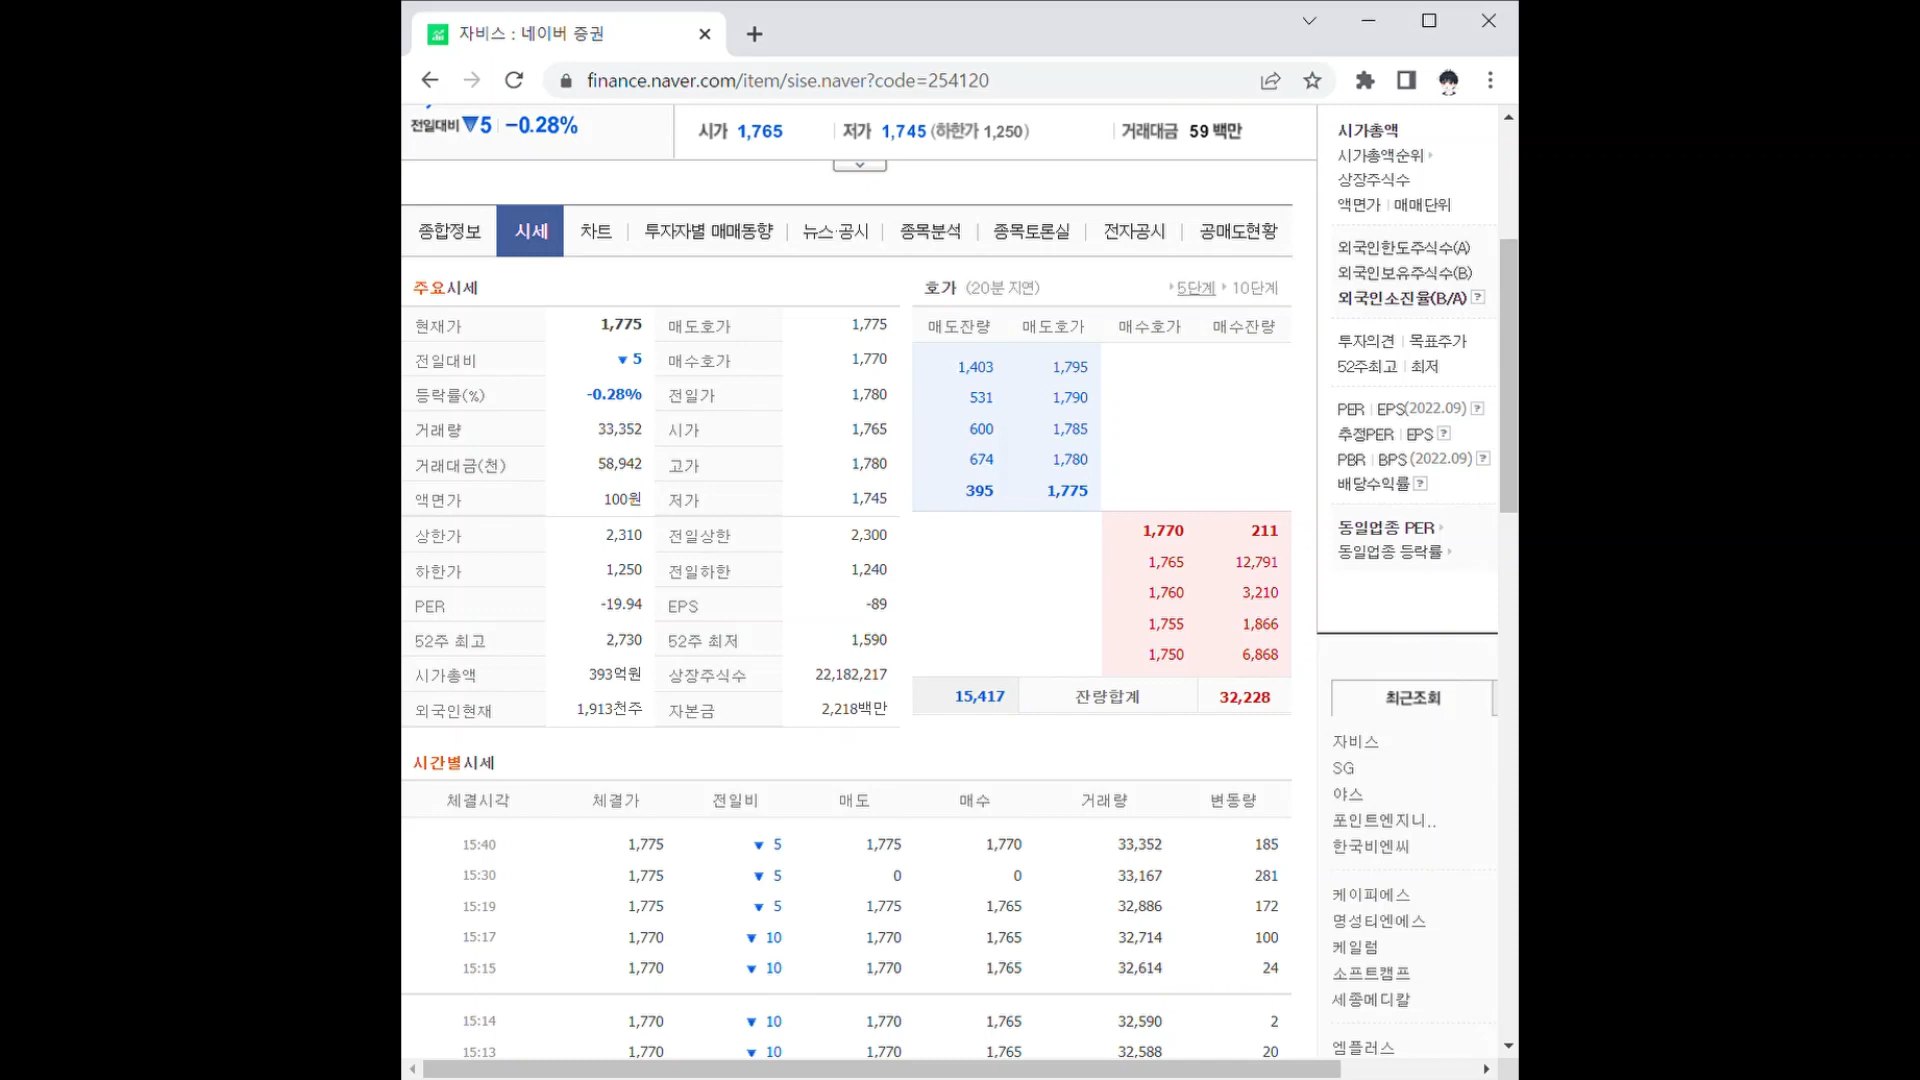 자비스 : 네이버 증권
finance.naver.com/item/sise.naver?code=254120
전일대비 ▼5 -0.28%
시가 1,765 저가 1,745 (하한가 1,250) 거래대금 59 백만
종합정보 시세 차트 투자자별 매매동향 뉴스·공시 종목분석 종목토론실 전자공시 공매도현황
주요시세
현재가 1,775 매도호가 1,775
전일대비 ▼ 5 매수호가 1,770
등락률(%) -0.28% 전일가 1,780
거래량 33,352 시가 1,765
거래대금(천) 58,942 고가 1,780
액면가 100원 저가 1,745
상한가 2,310 전일상한 2,300
하한가 1,250 전일하한 1,240
PER -19.94 EPS -89
52주 최고 2,730 52주 최저 1,590
시가총액 393억원 상장주식수 22,182,217
외국인현재 1,913천주 자본금 2,218백만
호가 (20분 지연) 5단계 10단계
매도잔량 매도호가 매수호가 매수잔량
1,403 1,795
531 1,790
600 1,785
674 1,780
395 1,775
1,770 211
1,765 12,791
1,760 3,210
1,755 1,866
1,750 6,868
15,417 잔량합계 32,228
시간별시세
체결시각 체결가 전일비 매도 매수 거래량 변동량
15:40 1,775 ▼ 5 1,775 1,770 33,352 185
15:30 1,775 ▼ 5 0 0 33,167 281
15:19 1,775 ▼ 5 1,775 1,765 32,886 172
15:17 1,770 ▼ 10 1,770 1,765 32,714 100
15:15 1,770 ▼ 10 1,770 1,765 32,614 24
15:14 1,770 ▼ 10 1,770 1,765 32,590 2
15:13 1,770 ▼ 10 1,770 1,765 32,588 20
시가총액
시가총액순위
상장주식수
액면가 | 매매단위
외국인한도주식수(A)
외국인보유주식수(B)
외국인소진율(B/A) ?
투자의견 | 목표주가
52주최고 | 최저
PER | EPS(2022.09) ?
추정PER | EPS ?
PBR | BPS (2022.09) ?
배당수익률 ?
동일업종 PER
동일업종 등락률
최근조회
자비스
SG
야스
포인트엔지니..
한국비엔씨
케이피에스
명성티엔에스
케일럼
소프트캠프
세종메디칼
엠플러스